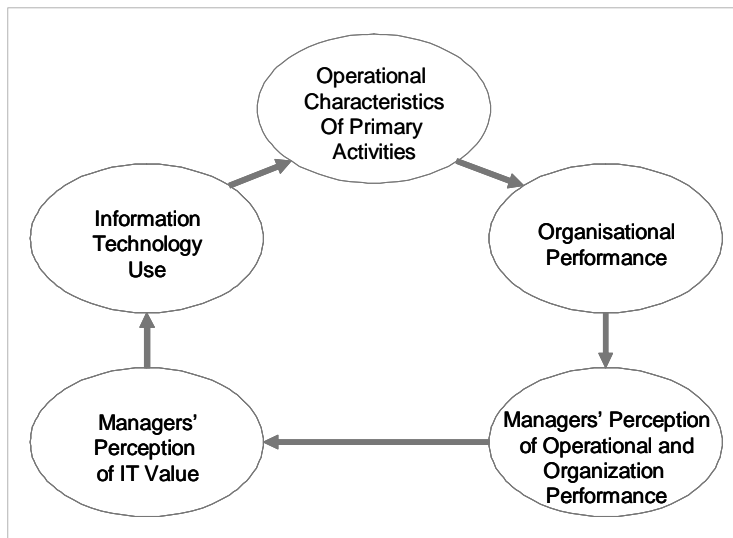 Operational
Characteristics
Of Primary
Activities
Information
Technology
Use
Organisational
Performance
Managers'
Perception
of IT Value
Managers' Perception
of Operational and
Organization
Performance